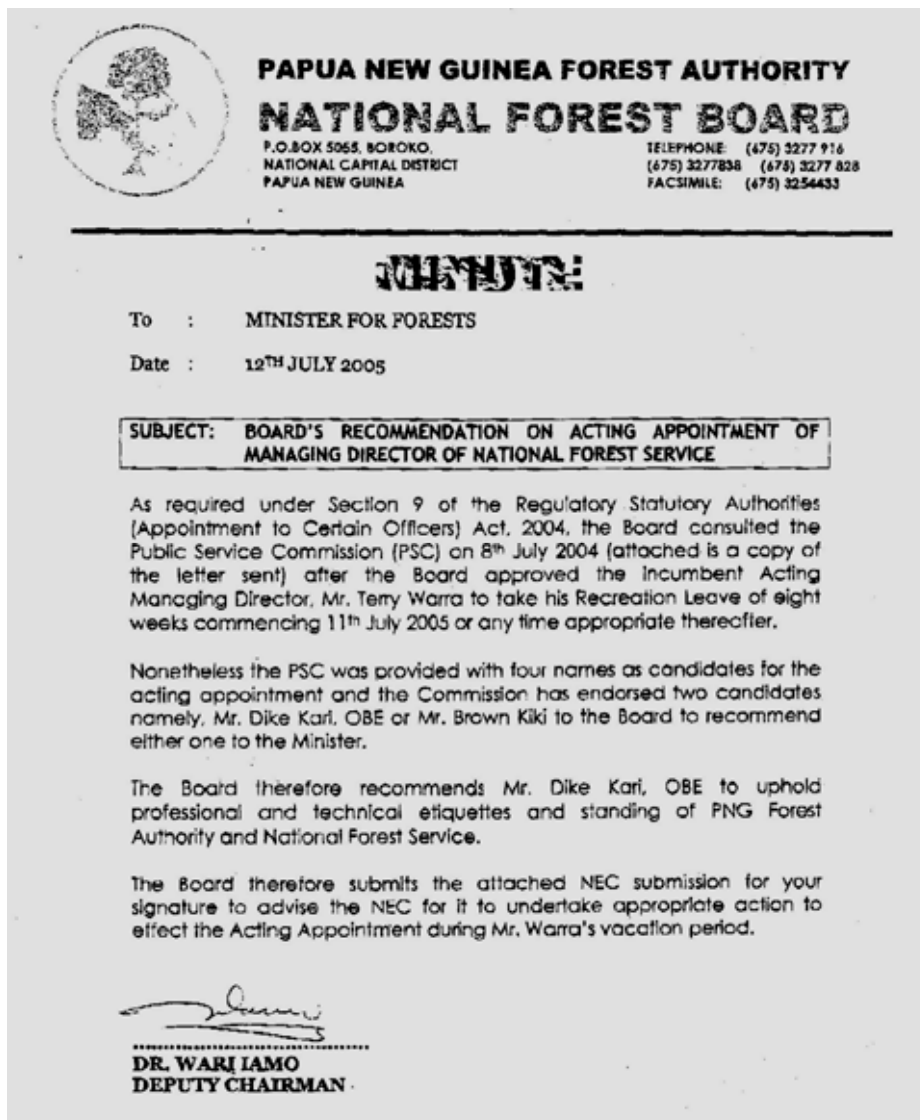 PAPUA NEW GUINEA FOREST AUTHORITY
NATIONAL FOREST BOARD
P.O.BOX 5055, BOROKO,
NATIONAL CAPITAL DISTRICT
PAPUA NEW GUINEA
TELEPHONE: (675) 3277 916
(675) 3277838 (675) 3277 828
FACSIMILE: (675) 3254433
MINUTE
To : MINISTER FOR FORESTS
Date : 12TH JULY 2005
SUBJECT: BOARD'S RECOMMENDATION ON ACTING APPOINTMENT OF
MANAGING DIRECTOR OF NATIONAL FOREST SERVICE
As required under Section 9 of the Regulatory Statutory Authorities
(Appointment to Certain Officers) Act, 2004, the Board consulted the
Public Service Commission (PSC) on 8th July 2004 (attached is a copy of
the letter sent) after the Board approved the incumbent Acting
Managing Director, Mr. Terry Warra to take his Recreation Leave of eight
weeks commencing 11th July 2005 or any time appropriate thereafter.
Nonetheless the PSC was provided with four names as candidates for the
acting appointment and the Commission has endorsed two candidates
namely, Mr. Dike Kari, OBE or Mr. Brown Kiki to the Board to recommend
either one to the Minister.
The Board therefore recommends Mr. Dike Kari, OBE to uphold
professional and technical etiquettes and standing of PNG Forest
Authority and National Forest Service.
The Board therefore submits the attached NEC submission for your
signature to advise the NEC for it to undertake appropriate action to
effect the Acting Appointment during Mr. Warra's vacation period.
DR. WARI IAMO
DEPUTY CHAIRMAN